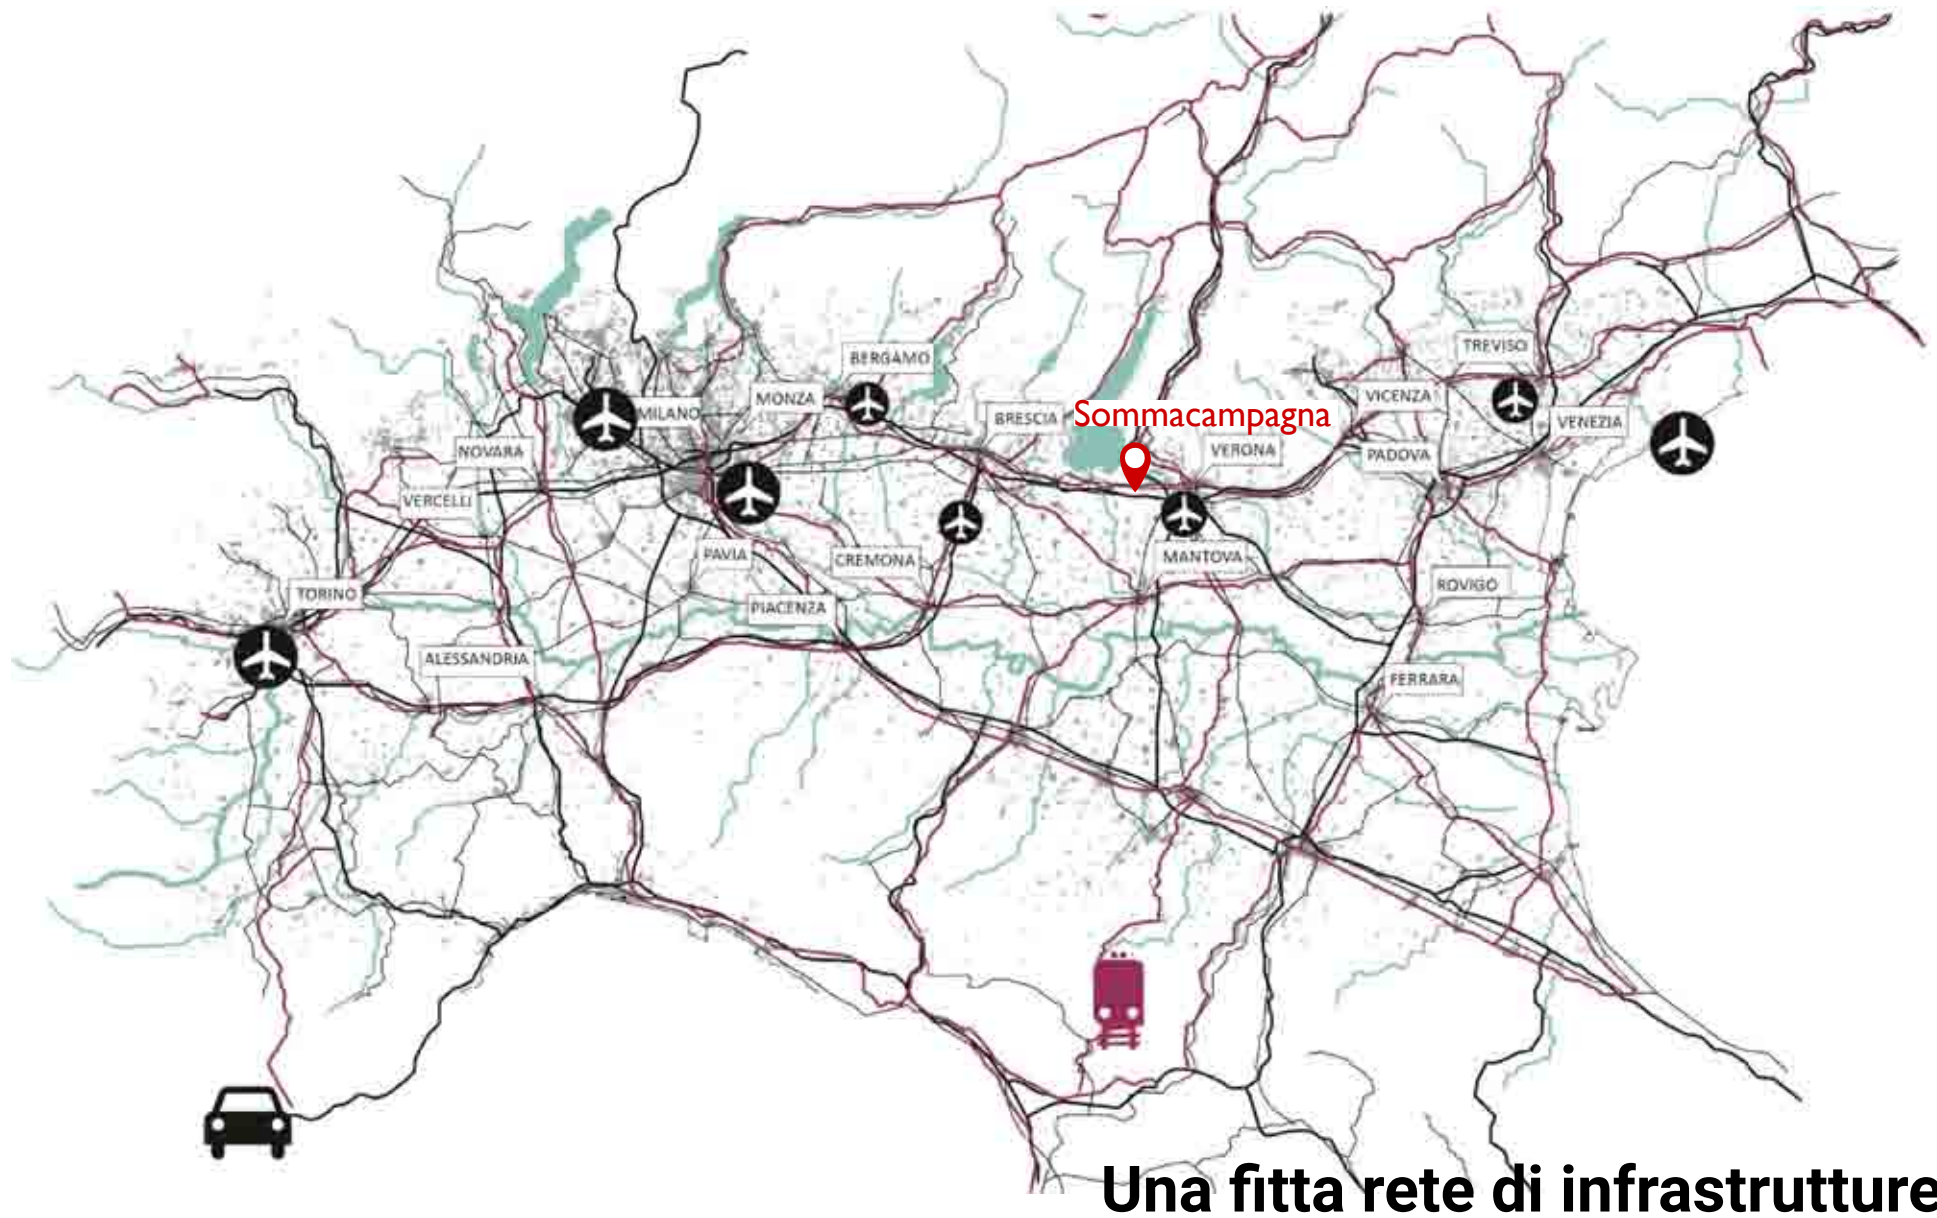 TREVISO
BERGAMO
MONZA
MILANO
BRESCIA
Sommacampagna
VICENZA
VENEZIA
NOVARA
VERONA
PADOVA
VERCELLI
PAVIA
CREMONA
MANTOVA
TORINO
ROVIGO
PIACENZA
ALESSANDRIA
FERRARA
Una fitta rete di infrastrutture